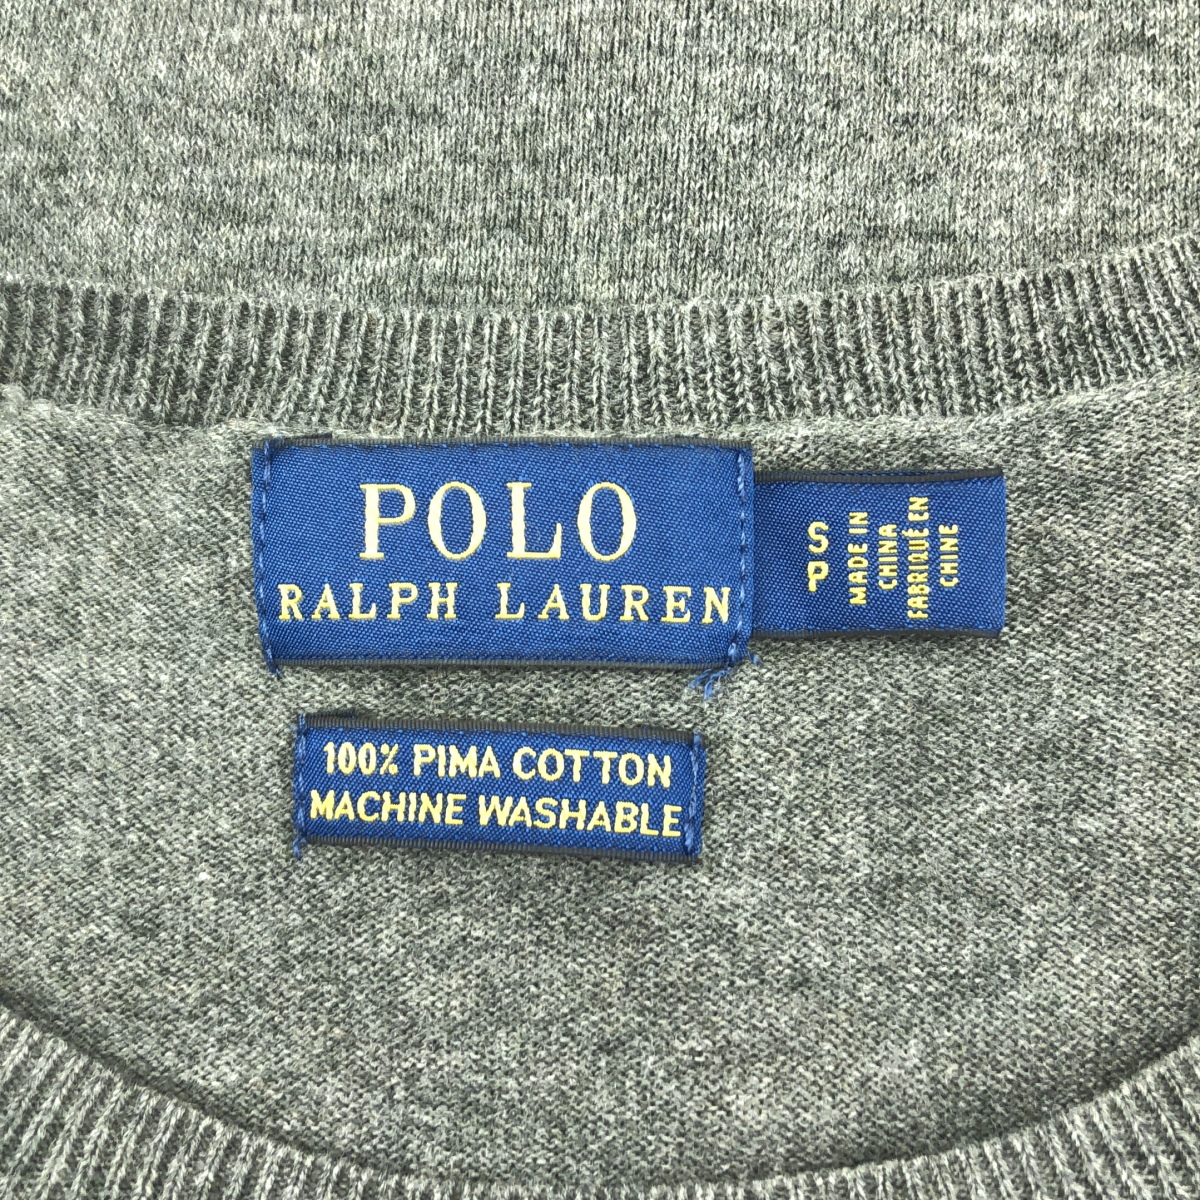 POLO
RALPH LAUREN
S
P
MADE IN
CHINA
FABRIQUÉ EN
CHINE
100% PIMA COTTON
MACHINE WASHABLE